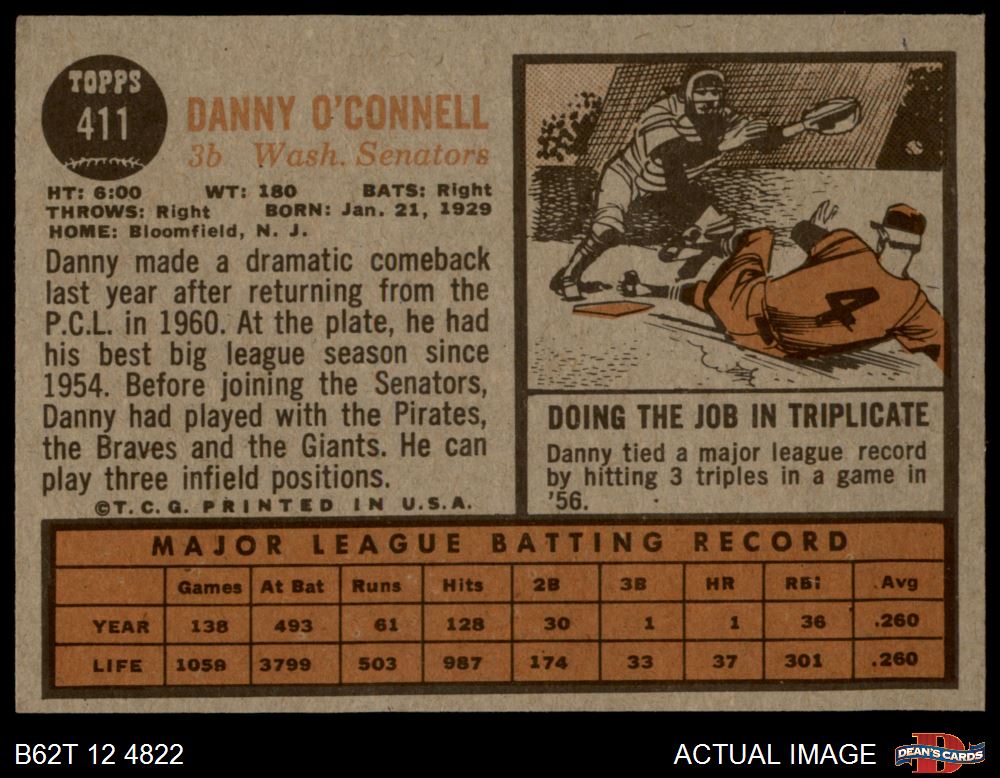 TOPPS
411
DANNY O'CONNELL
3b Wash. Senators
HT: 6:00 WT: 180 BATS: Right
THROWS: Right BORN: Jan. 21, 1929
HOME: Bloomfield, N. J.
Danny made a dramatic comeback
last year after returning from the
P.C.L. in 1960. At the plate, he had
his best big league season since
1954. Before joining the Senators,
Danny had played with the Pirates,
the Braves and the Giants. He can
play three infield positions.
©T. C. G. PRINTED IN U.S.A.
4
DOING THE JOB IN TRIPLICATE
Danny tied a major league record
by hitting 3 triples in a game in
'56.
MAJOR LEAGUE BATTING RECORD
Games At Bat Runs Hits 2B 3B HR RBI Avg
YEAR 138 493 61 128 30 1 1 36 .260
LIFE 1058 3799 503 987 174 33 37 301 .260
B62T 12 4822
ACTUAL IMAGE
D
DEAN'S CARDS